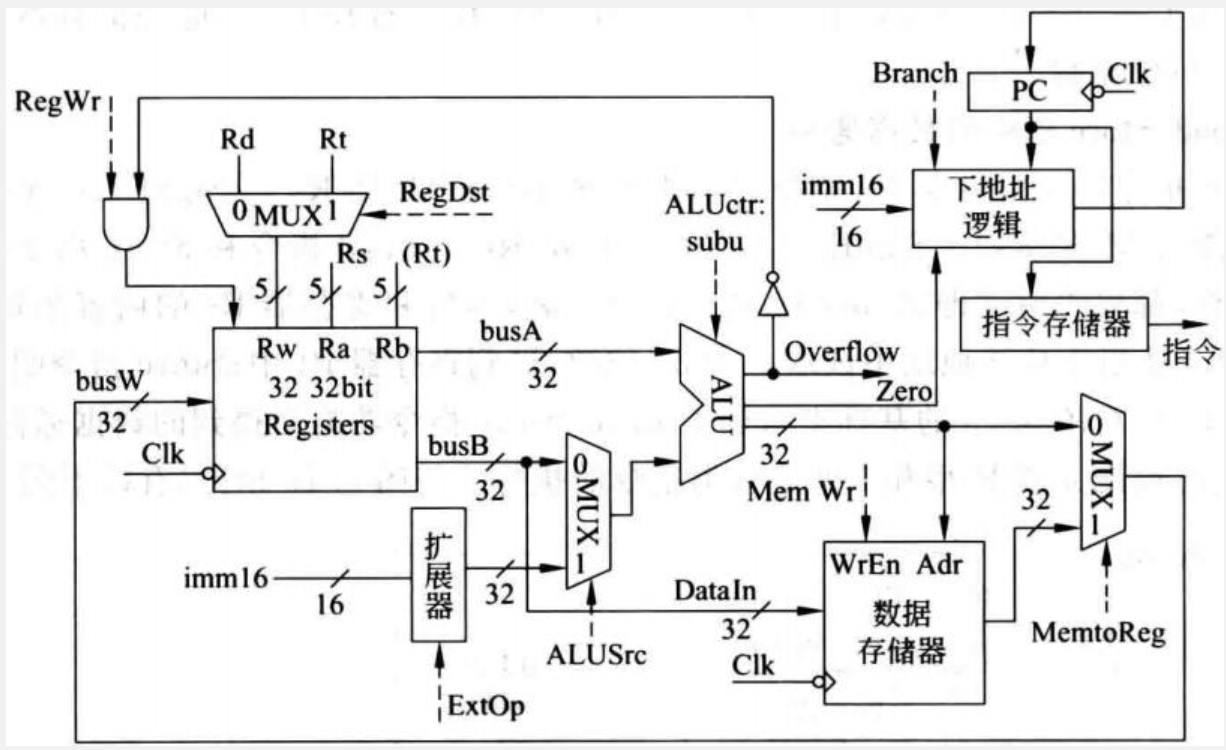 RegWr
Rd
Rt
0 MUX 1
RegDst
Rs
(Rt)
5
5
5
busW
32
Rw Ra Rb
32 32bit
Registers
Clk
busA
32
busB
32
imm16
16
扩展器
ExtOp
32
0 MUX 1
ALUSrc
ALUctr:
subu
ALU
Overflow
Zero
32
Branch
PC
Clk
imm16
16
下地址
逻辑
指令存储器
指令
Mem Wr
WrEn Adr
数据
存储器
DataIn
32
Clk
32
0 MUX 1
MemtoReg